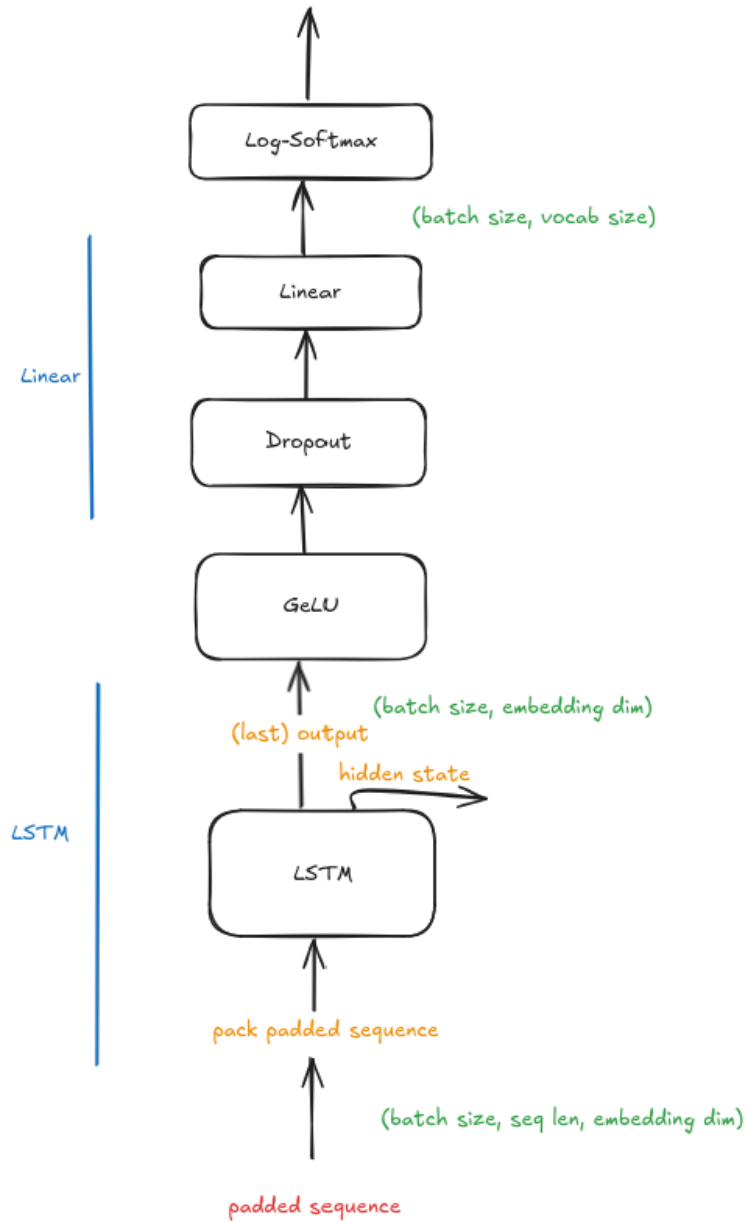 Log-Softmax
(batch size, vocab size)
Linear
Linear
Dropout
GeLU
(batch size, embedding dim)
(last) output
hidden state
LSTM
LSTM
pack padded sequence
(batch size, seq len, embedding dim)
padded sequence